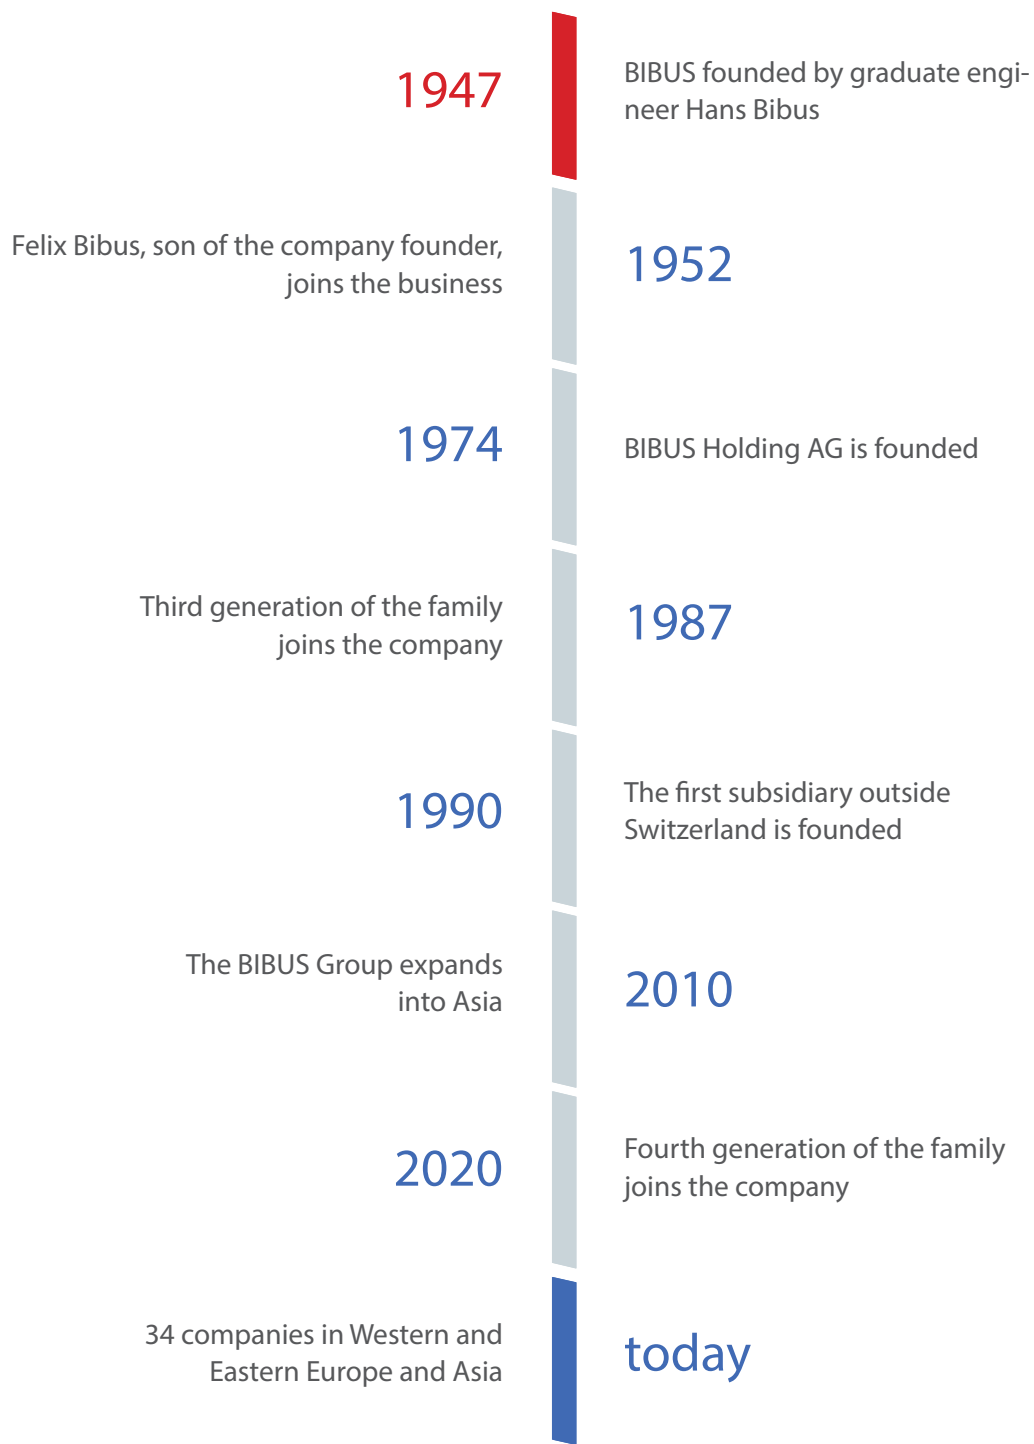 1947
BIBUS founded by graduate engi-
neer Hans Bibus
Felix Bibus, son of the company founder,
joins the business
1952
1974
BIBUS Holding AG is founded
Third generation of the family
joins the company
1987
1990
The first subsidiary outside
Switzerland is founded
The BIBUS Group expands
into Asia
2010
2020
Fourth generation of the family
joins the company
34 companies in Western and
Eastern Europe and Asia
today